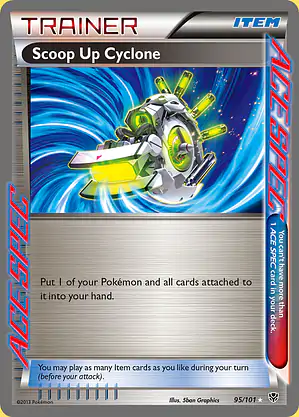 TRAINER
ITEM
Scoop Up Cyclone
ACE SPEC
ACE SPEC
You can't have more than
1 ACE SPEC card in your deck.
Put 1 of your Pokémon and all cards attached to
it into your hand.
You may play as many Item cards as you like during your turn
(before your attack).
©2013 Pokémon
Illus. 5ban Graphics
95/101